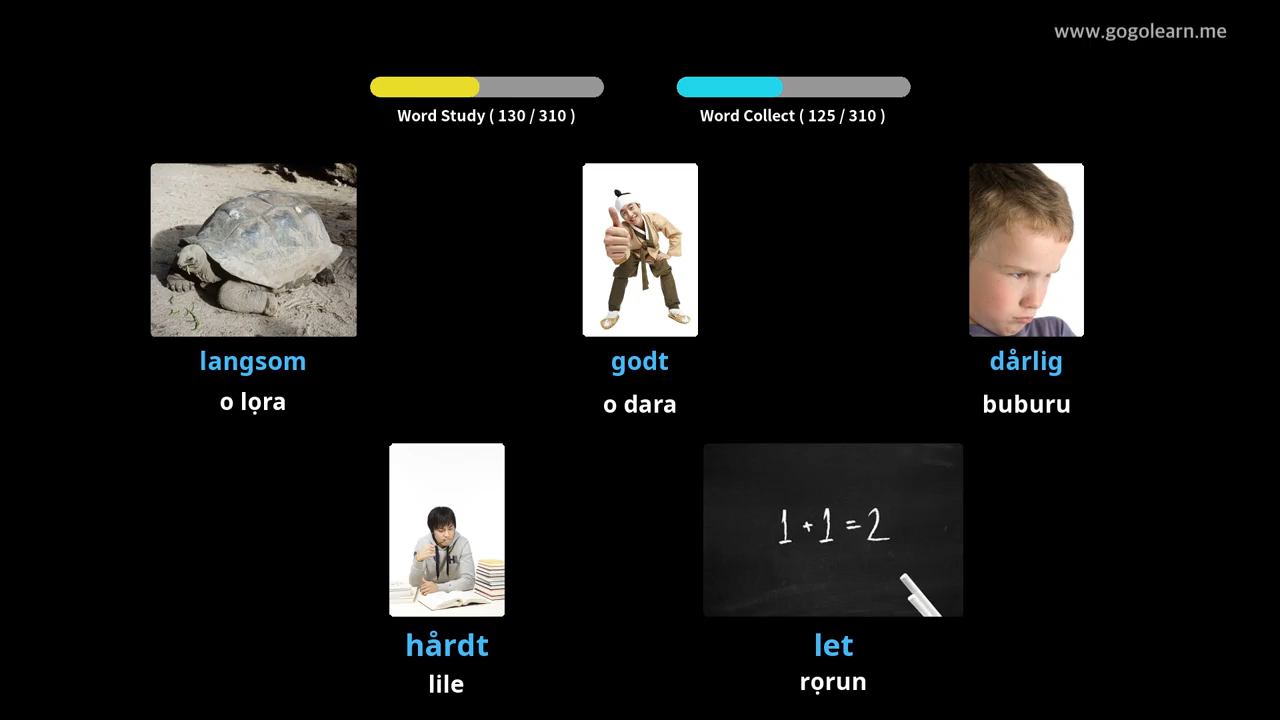 www.gogolearn.me
Word Study ( 130 / 310 )
Word Collect ( 125 / 310 )
langsom
o lọra
godt
o dara
dårlig
buburu
1 + 1 = 2
hårdt
lile
let
rọrun